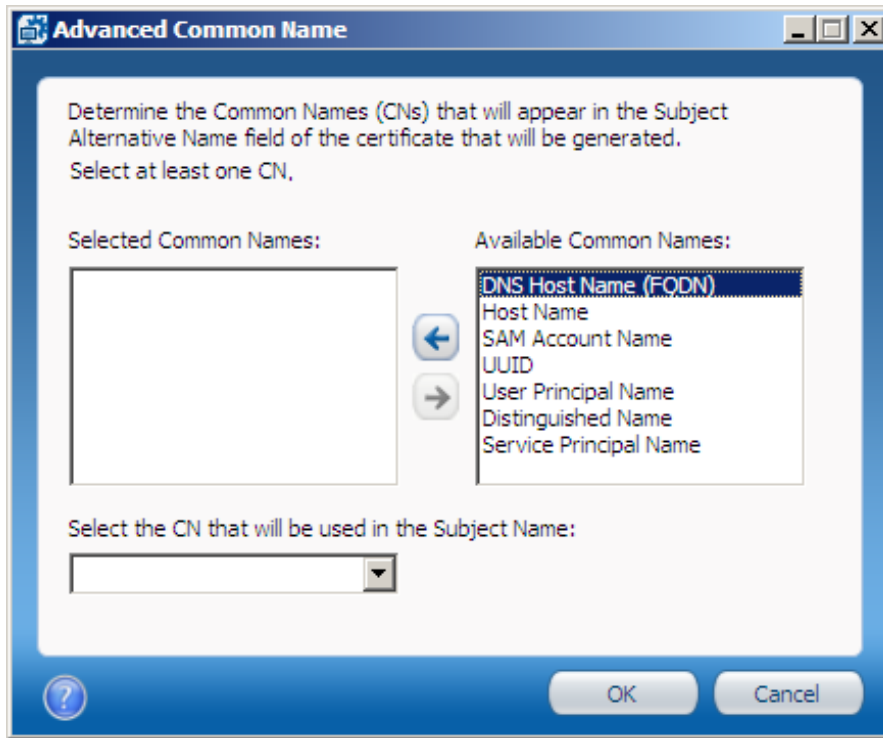 Advanced Common Name
Determine the Common Names (CNs) that will appear in the Subject
Alternative Name field of the certificate that will be generated.
Select at least one CN.
Selected Common Names:
Available Common Names:
DNS Host Name (FQDN)
Host Name
SAM Account Name
UUID
User Principal Name
Distinguished Name
Service Principal Name
Select the CN that will be used in the Subject Name:
?
OK
Cancel